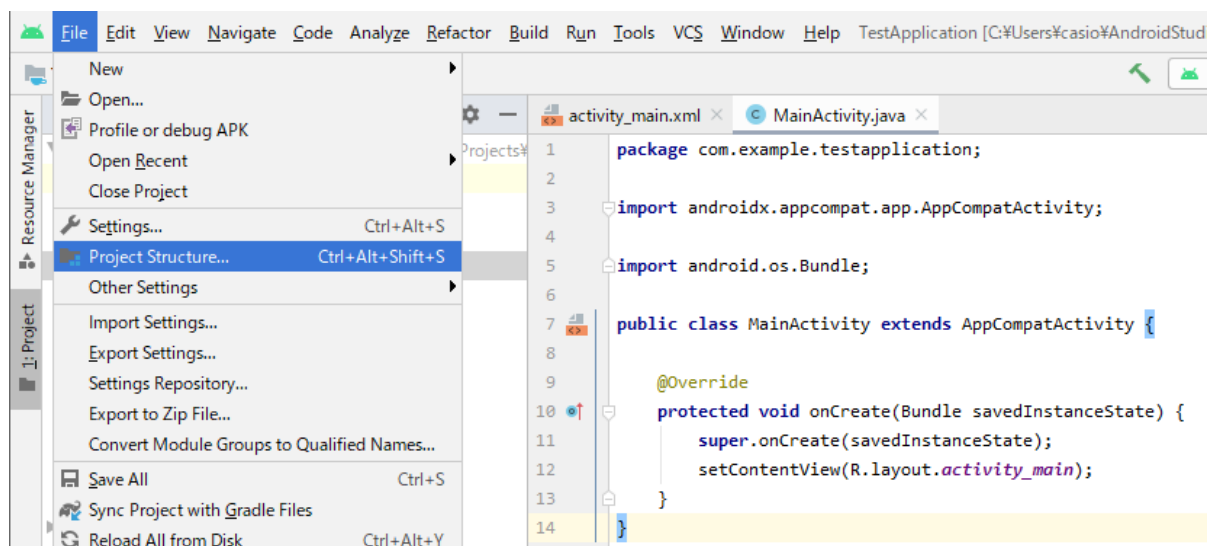 File Edit View Navigate Code Analyze Refactor Build Run Tools VCS Window Help TestApplication [C:¥Users¥casio¥AndroidStud
New
Open...
Profile or debug APK
Open Recent
Close Project
Settings... Ctrl+Alt+S
Project Structure... Ctrl+Alt+Shift+S
Other Settings
Import Settings...
Export Settings...
Settings Repository...
Export to Zip File...
Convert Module Groups to Qualified Names...
Save All Ctrl+S
Sync Project with Gradle Files
Reload All from Disk Ctrl+Alt+Y
Resource Manager
1: Project
Projects¥
activity_main.xml MainActivity.java
1 package com.example.testapplication;
2
3 import androidx.appcompat.app.AppCompatActivity;
4
5 import android.os.Bundle;
6
7 public class MainActivity extends AppCompatActivity {
8
9 @Override
10 protected void onCreate(Bundle savedInstanceState) {
11 super.onCreate(savedInstanceState);
12 setContentView(R.layout.activity_main);
13 }
14 }